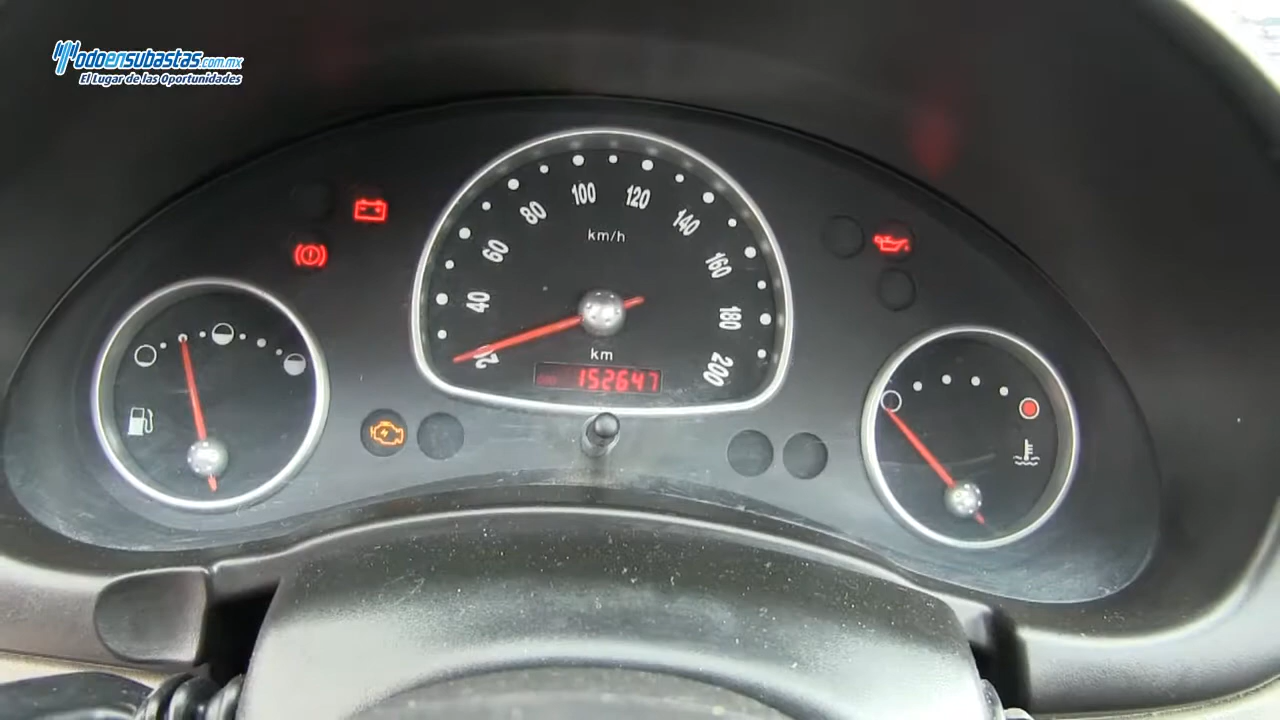 todoensubastas.com.mx
El Lugar de las Oportunidades
20
40
60
80
100
120
140
160
180
200
km/h
km
152647